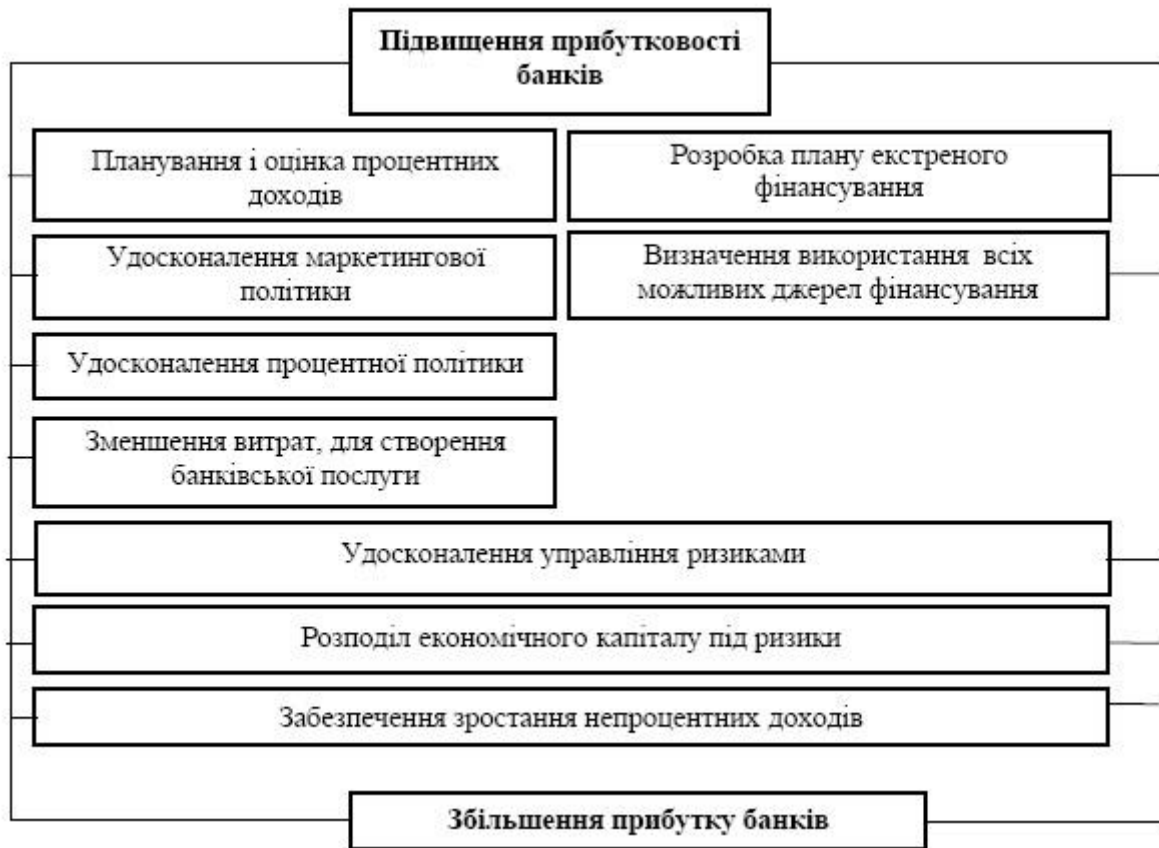 Підвищення прибутковості
банків
Планування і оцінка процентних
доходів
Розробка плану екстреного
фінансування
Удосконалення маркетингової
політики
Визначення використання всіх
можливих джерел фінансування
Удосконалення процентної політики
Зменшення витрат, для створення
банківської послуги
Удосконалення управління ризиками
Розподіл економічного капіталу під ризики
Забезпечення зростання непроцентних доходів
Збільшення прибутку банків